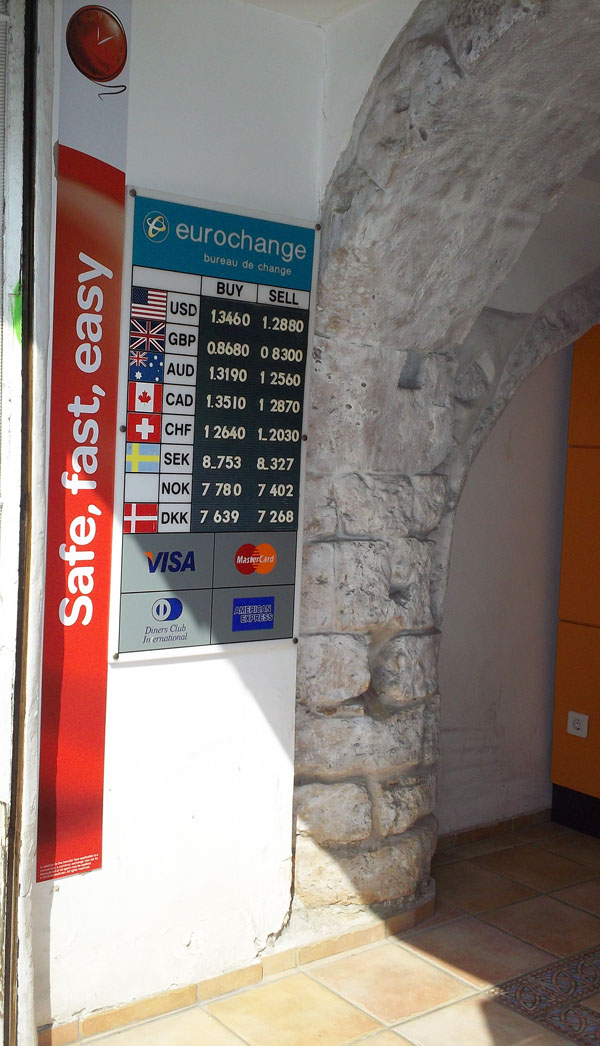 Safe, fast, easy
eurochange
bureau de change
BUY SELL
USD 1.3460 1.2880
GBP 0.8680 0 8300
AUD 1.3190 1 2560
CAD 1.3510 1 2870
CHF 1 2640 1.2030
SEK 8.753 8.327
NOK 7 780 7 402
DKK 7 639 7 268
VISA MasterCard
Diners Club
In ernational
AMERICAN
EXPRESS